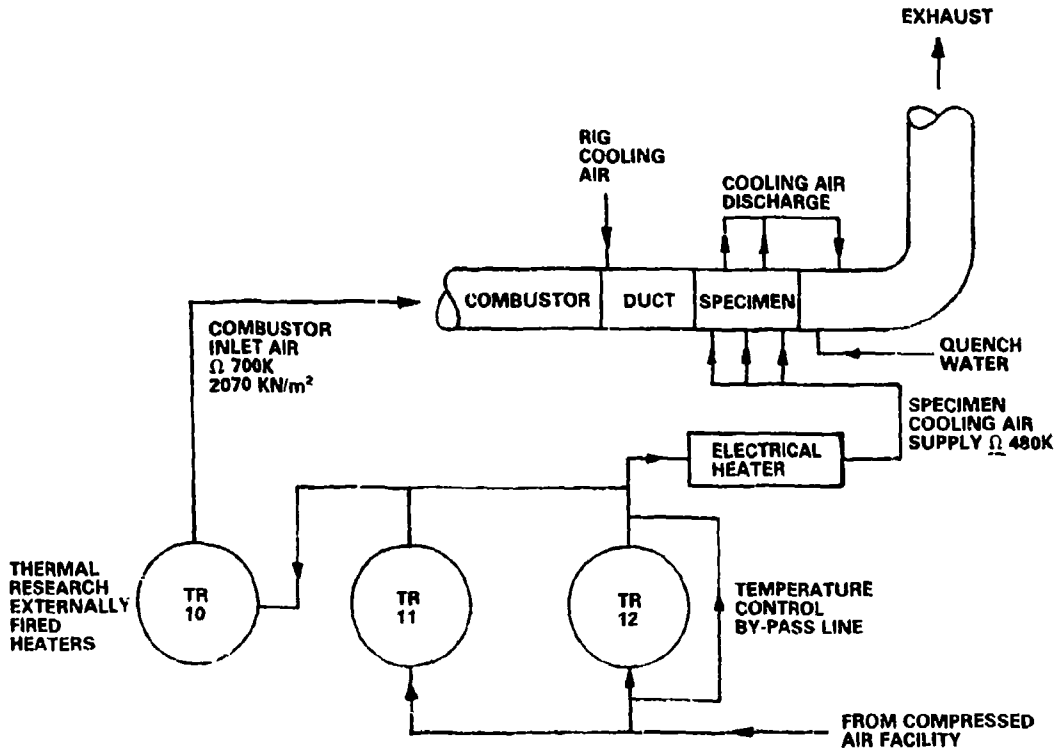 EXHAUST
RIG
COOLING
AIR
COOLING AIR
DISCHARGE
COMBUSTOR
DUCT
SPECIMEN
COMBUSTOR
INLET AIR
Ω 700K
2070 KN/m²
QUENCH
WATER
SPECIMEN
COOLING AIR
SUPPLY Ω 480K
ELECTRICAL
HEATER
THERMAL
RESEARCH
EXTERNALLY
FIRED
HEATERS
TR
10
TR
11
TR
12
TEMPERATURE
CONTROL
BY-PASS LINE
FROM COMPRESSED
AIR FACILITY